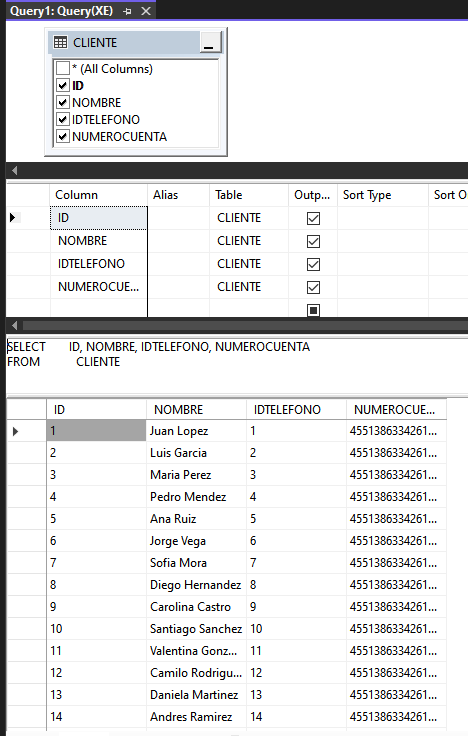 Query1: Query(XE)
CLIENTE
* (All Columns)
ID
NOMBRE
IDTELEFONO
NUMEROCUENTA
Column Alias Table Outp... Sort Type Sort O
ID CLIENTE
NOMBRE CLIENTE
IDTELEFONO CLIENTE
NUMEROCUE... CLIENTE
SELECT ID, NOMBRE, IDTELEFONO, NUMEROCUENTA
FROM CLIENTE
ID NOMBRE IDTELEFONO NUMEROCUE...
1 Juan Lopez 1 4551386334261...
2 Luis Garcia 2 4551386334261...
3 Maria Perez 3 4551386334261...
4 Pedro Mendez 4 4551386334261...
5 Ana Ruiz 5 4551386334261...
6 Jorge Vega 6 4551386334261...
7 Sofia Mora 7 4551386334261...
8 Diego Hernandez 8 4551386334261...
9 Carolina Castro 9 4551386334261...
10 Santiago Sanchez 10 4551386334261...
11 Valentina Gonz... 11 4551386334261...
12 Camilo Rodrigu... 12 4551386334261...
13 Daniela Martinez 13 4551386334261...
14 Andres Ramirez 14 4551386334261...